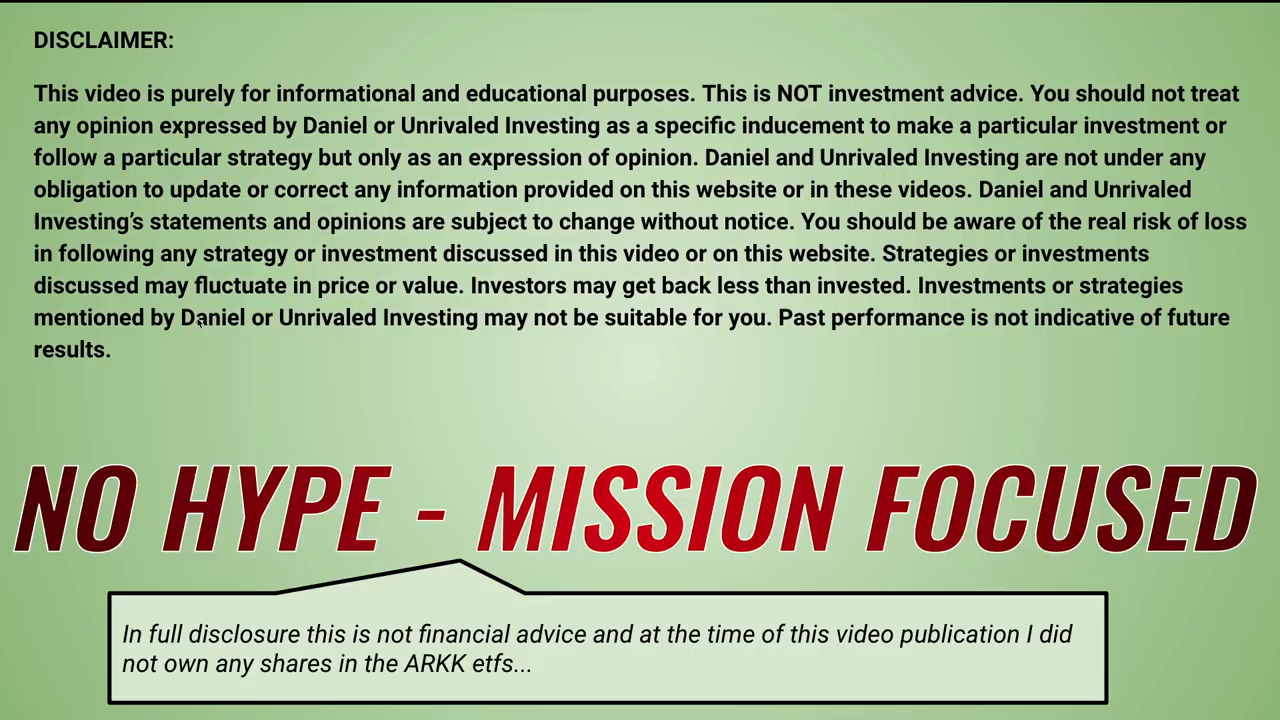 DISCLAIMER:
This video is purely for informational and educational purposes. This is NOT investment advice. You should not treat
any opinion expressed by Daniel or Unrivaled Investing as a specific inducement to make a particular investment or
follow a particular strategy but only as an expression of opinion. Daniel and Unrivaled Investing are not under any
obligation to update or correct any information provided on this website or in these videos. Daniel and Unrivaled
Investing’s statements and opinions are subject to change without notice. You should be aware of the real risk of loss
in following any strategy or investment discussed in this video or on this website. Strategies or investments
discussed may fluctuate in price or value. Investors may get back less than invested. Investments or strategies
mentioned by Daniel or Unrivaled Investing may not be suitable for you. Past performance is not indicative of future
results.
NO HYPE - MISSION FOCUSED
In full disclosure this is not financial advice and at the time of this video publication I did
not own any shares in the ARKK etfs...